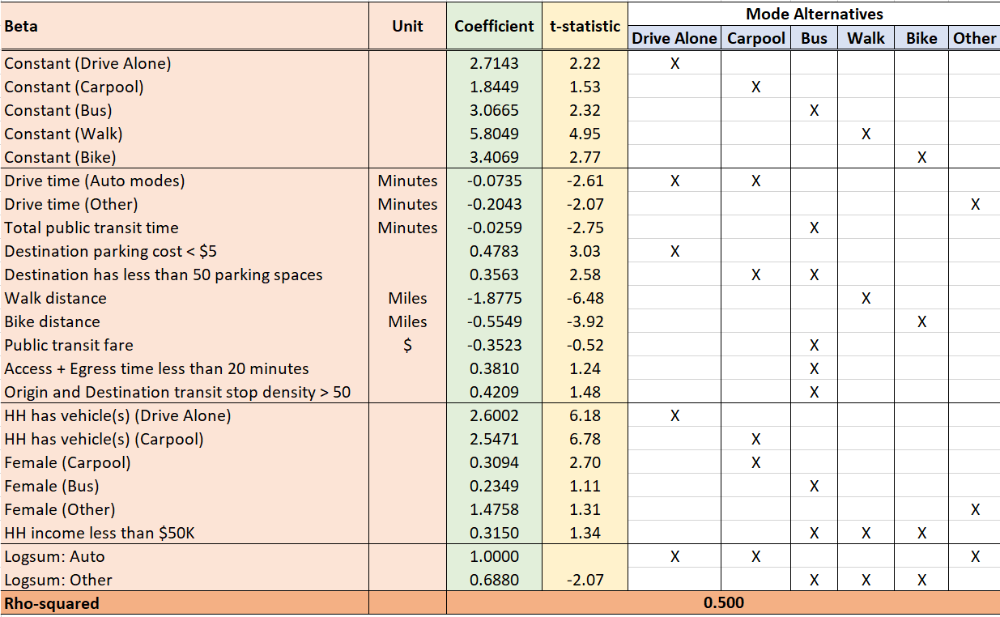 Beta Unit Coefficient t-statistic Mode Alternatives
Drive Alone Carpool Bus Walk Bike Other
Constant (Drive Alone) 2.7143 2.22 X
Constant (Carpool) 1.8449 1.53 X
Constant (Bus) 3.0665 2.32 X
Constant (Walk) 5.8049 4.95 X
Constant (Bike) 3.4069 2.77 X
Drive time (Auto modes) Minutes -0.0735 -2.61 X X
Drive time (Other) Minutes -0.2043 -2.07 X
Total public transit time Minutes -0.0259 -2.75 X
Destination parking cost < $5 0.4783 3.03 X
Destination has less than 50 parking spaces 0.3563 2.58 X X
Walk distance Miles -1.8775 -6.48 X
Bike distance Miles -0.5549 -3.92 X
Public transit fare $ -0.3523 -0.52 X
Access + Egress time less than 20 minutes 0.3810 1.24 X
Origin and Destination transit stop density > 50 0.4209 1.48 X
HH has vehicle(s) (Drive Alone) 2.6002 6.18 X
HH has vehicle(s) (Carpool) 2.5471 6.78 X
Female (Carpool) 0.3094 2.70 X
Female (Bus) 0.2349 1.11 X
Female (Other) 1.4758 1.31 X
HH income less than $50K 0.3150 1.34 X X X
Logsum: Auto 1.0000 X X X
Logsum: Other 0.6880 -2.07 X X X
Rho-squared 0.500